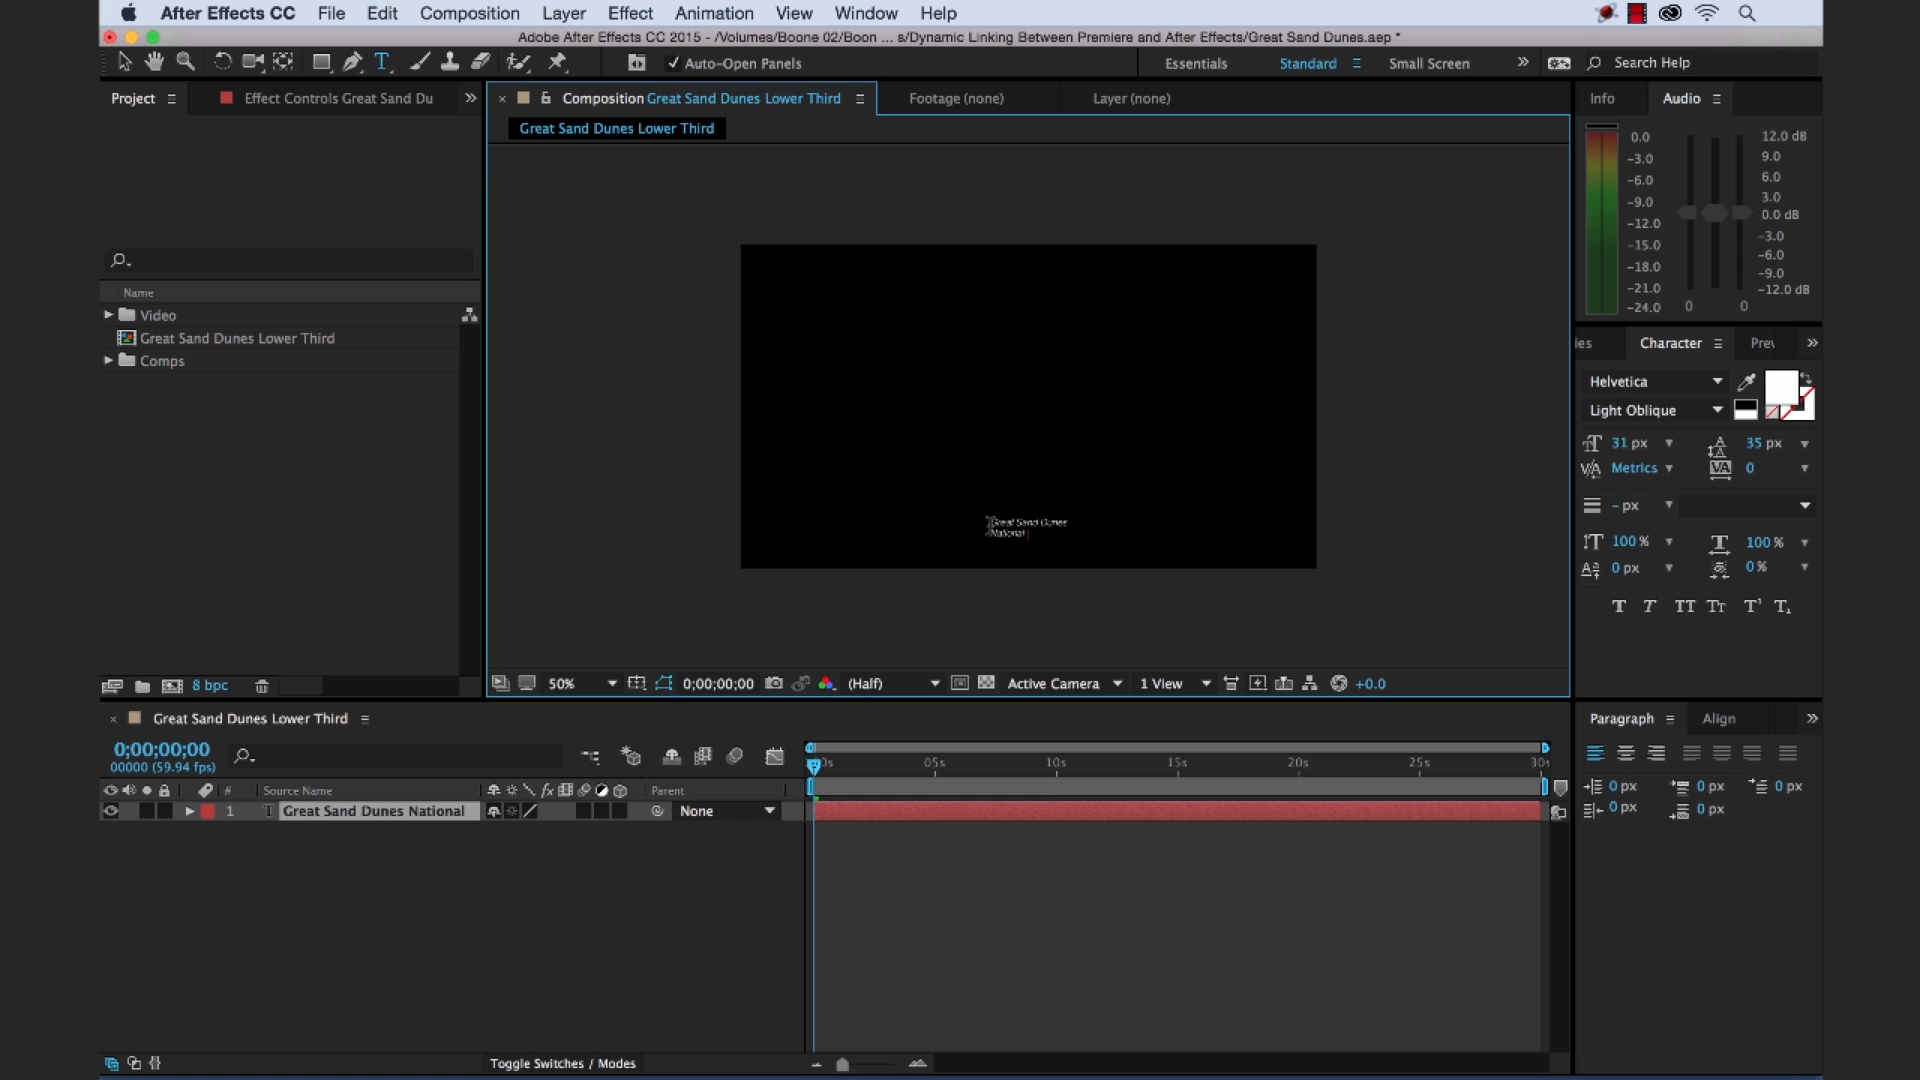 After Effects CC File Edit Composition Layer Effect Animation View Window Help
Adobe After Effects CC 2015 - /Volumes/Boone 02/Boon ... s/Dynamic Linking Between Premiere and After Effects/Great Sand Dunes.aep *
Auto-Open Panels Essentials Standard Small Screen Search Help
Project Effect Controls Great Sand Du Composition Great Sand Dunes Lower Third Footage (none) Layer (none) Info Audio
Great Sand Dunes Lower Third
0.0 12.0 dB
-3.0 9.0
-6.0 6.0
-9.0 3.0
-12.0 0.0 dB
-15.0 -3.0
-18.0 -6.0
-21.0 -9.0
-24.0 0 0 -12.0 dB
Name
Video
Great Sand Dunes Lower Third
Comps
ies Character Prev
Helvetica
Light Oblique
31 px 35 px
Metrics 0
- px
100 % 100 %
0 px 0 %
Great Sand Dunes
National
8 bpc
50% 0;00;00;00 (Half) Active Camera 1 View +0.0
Great Sand Dunes Lower Third
0;00;00;00
00000 (59.94 fps)
05s 10s 15s 20s 25s 30s
# Source Name Parent
1 T Great Sand Dunes National None
Paragraph Align
0 px 0 px 0 px
0 px 0 px
Toggle Switches / Modes